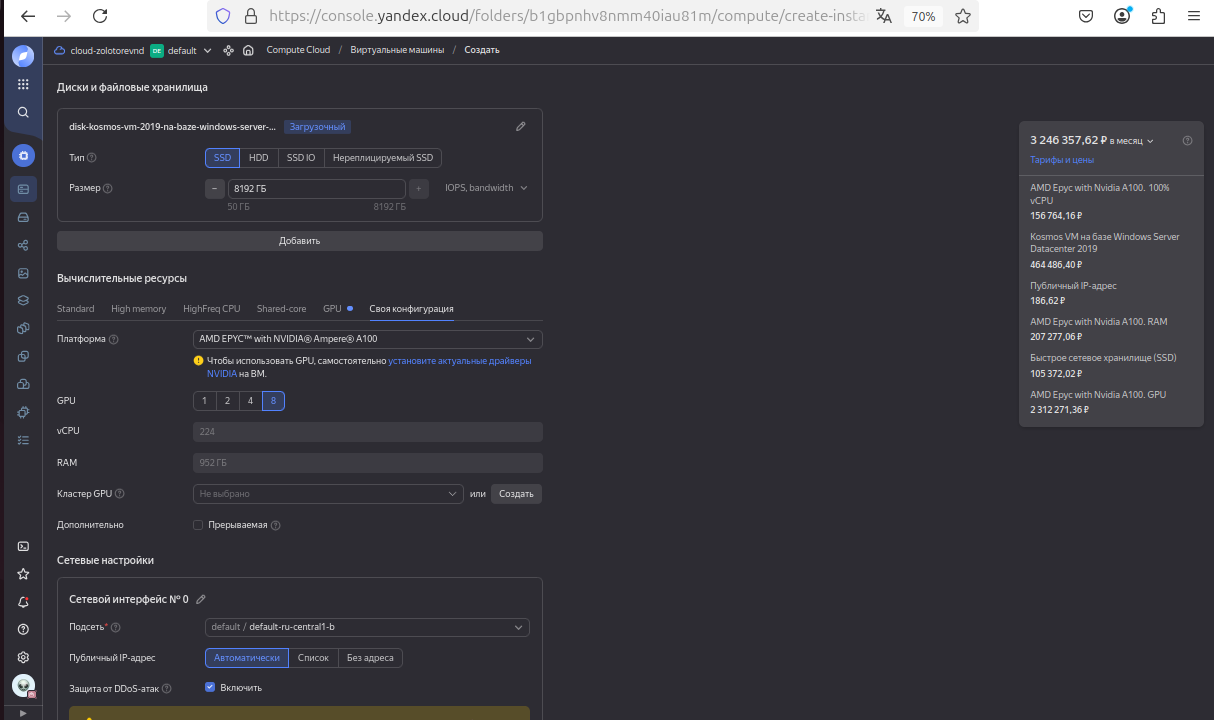 https://console.yandex.cloud/folders/b1gbpnhv8nmm40iau81m/compute/create-insta
70%
cloud-zolotorevnd DE default Compute Cloud / Виртуальные машины / Создать
Диски и файловые хранилища
disk-kosmos-vm-2019-na-baze-windows-server-... Загрузочный
Тип SSD HDD SSD IO Нереплицируемый SSD
Размер − 8192 ГБ + IOPS, bandwidth
50 ГБ 8192 ГБ
Добавить
Вычислительные ресурсы
Standard High memory HighFreq CPU Shared-core GPU Своя конфигурация
Платформа AMD EPYC™ with NVIDIA® Ampere® A100
Чтобы использовать GPU, самостоятельно установите актуальные драйверы
NVIDIA на ВМ.
GPU 1 2 4 8
vCPU 224
RAM 952 ГБ
Кластер GPU Не выбрано или Создать
Дополнительно Прерываемая
Сетевые настройки
Сетевой интерфейс № 0
Подсеть* default / default-ru-central1-b
Публичный IP-адрес Автоматически Список Без адреса
Защита от DDoS-атак Включить
3 246 357,62 ₽ в месяц
Тарифы и цены
AMD Epyc with Nvidia A100. 100%
vCPU
156 764,16 ₽
Kosmos VM на базе Windows Server
Datacenter 2019
464 486,40 ₽
Публичный IP-адрес
186,62 ₽
AMD Epyc with Nvidia A100. RAM
207 277,06 ₽
Быстрое сетевое хранилище (SSD)
105 372,02 ₽
AMD Epyc with Nvidia A100. GPU
2 312 271,36 ₽